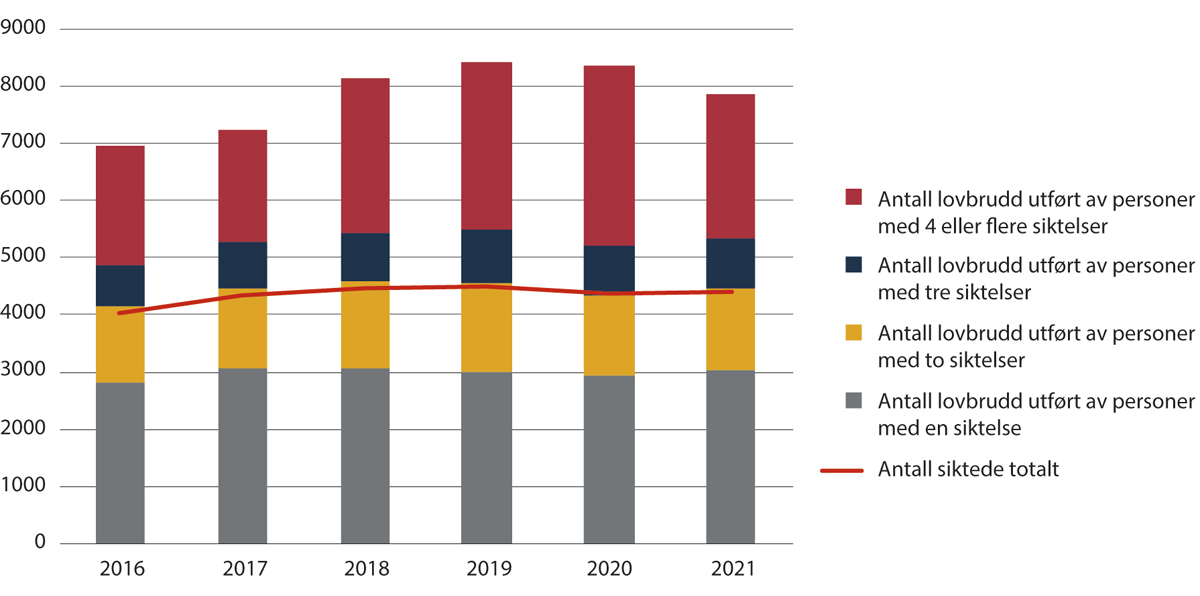 9000
8000
7000
6000
5000
4000
3000
2000
1000
0
2016 2017 2018 2019 2020 2021
Antall lovbrudd utført av personer
med 4 eller flere siktelser
Antall lovbrudd utført av personer
med tre siktelser
Antall lovbrudd utført av personer
med to siktelser
Antall lovbrudd utført av personer
med en siktelse
Antall siktede totalt